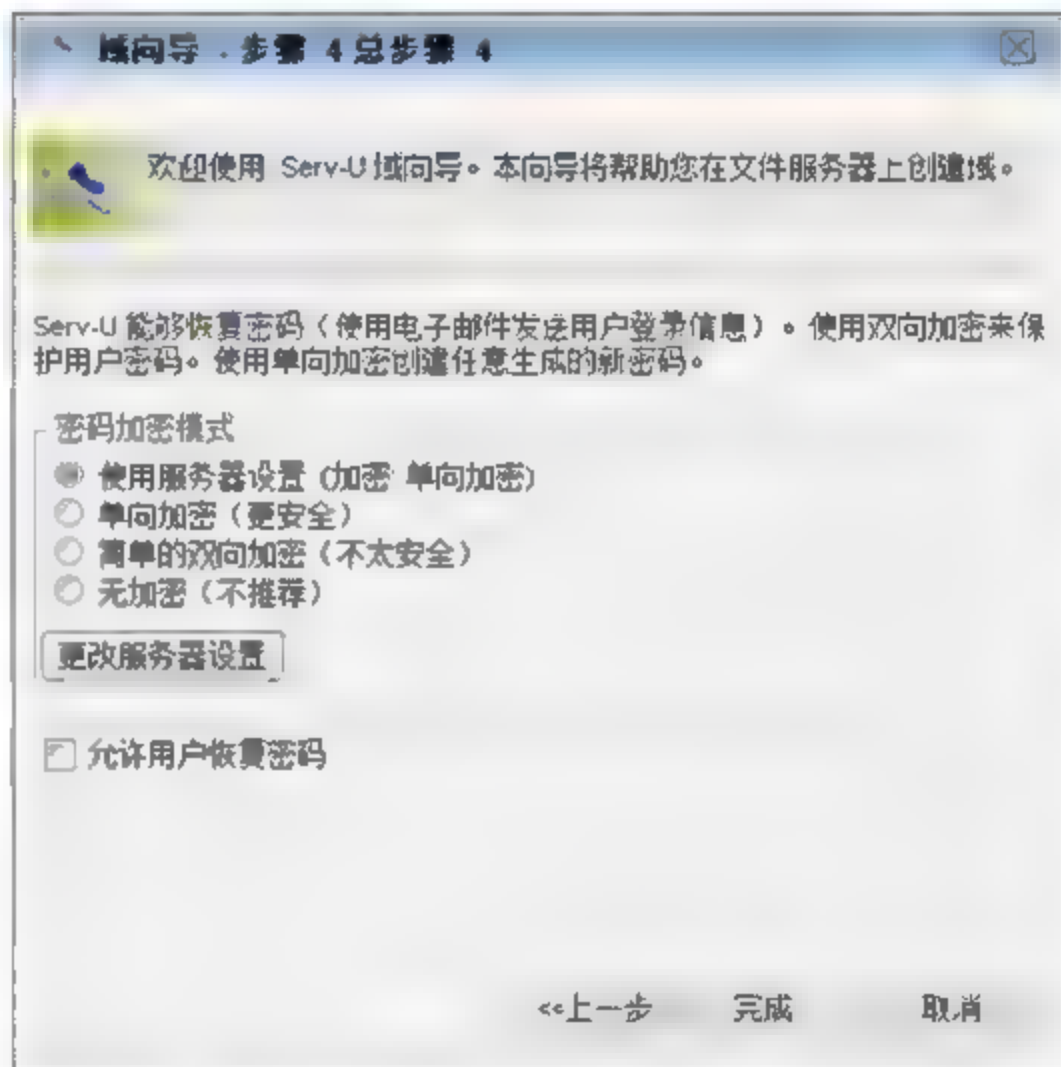 域向导 - 步骤 4 总步骤 4
欢迎使用 Serv-U 域向导。本向导将帮助您在文件服务器上创建域。
Serv-U 能够恢复密码（使用电子邮件发送用户登录信息）。使用双向加密来保
护用户密码。使用单向加密创建任意生成的新密码。
密码加密模式
使用服务器设置 (加密: 单向加密)
单向加密（更安全）
简单的双向加密（不太安全）
无加密（不推荐）
更改服务器设置
允许用户恢复密码
<<上一步 完成 取消